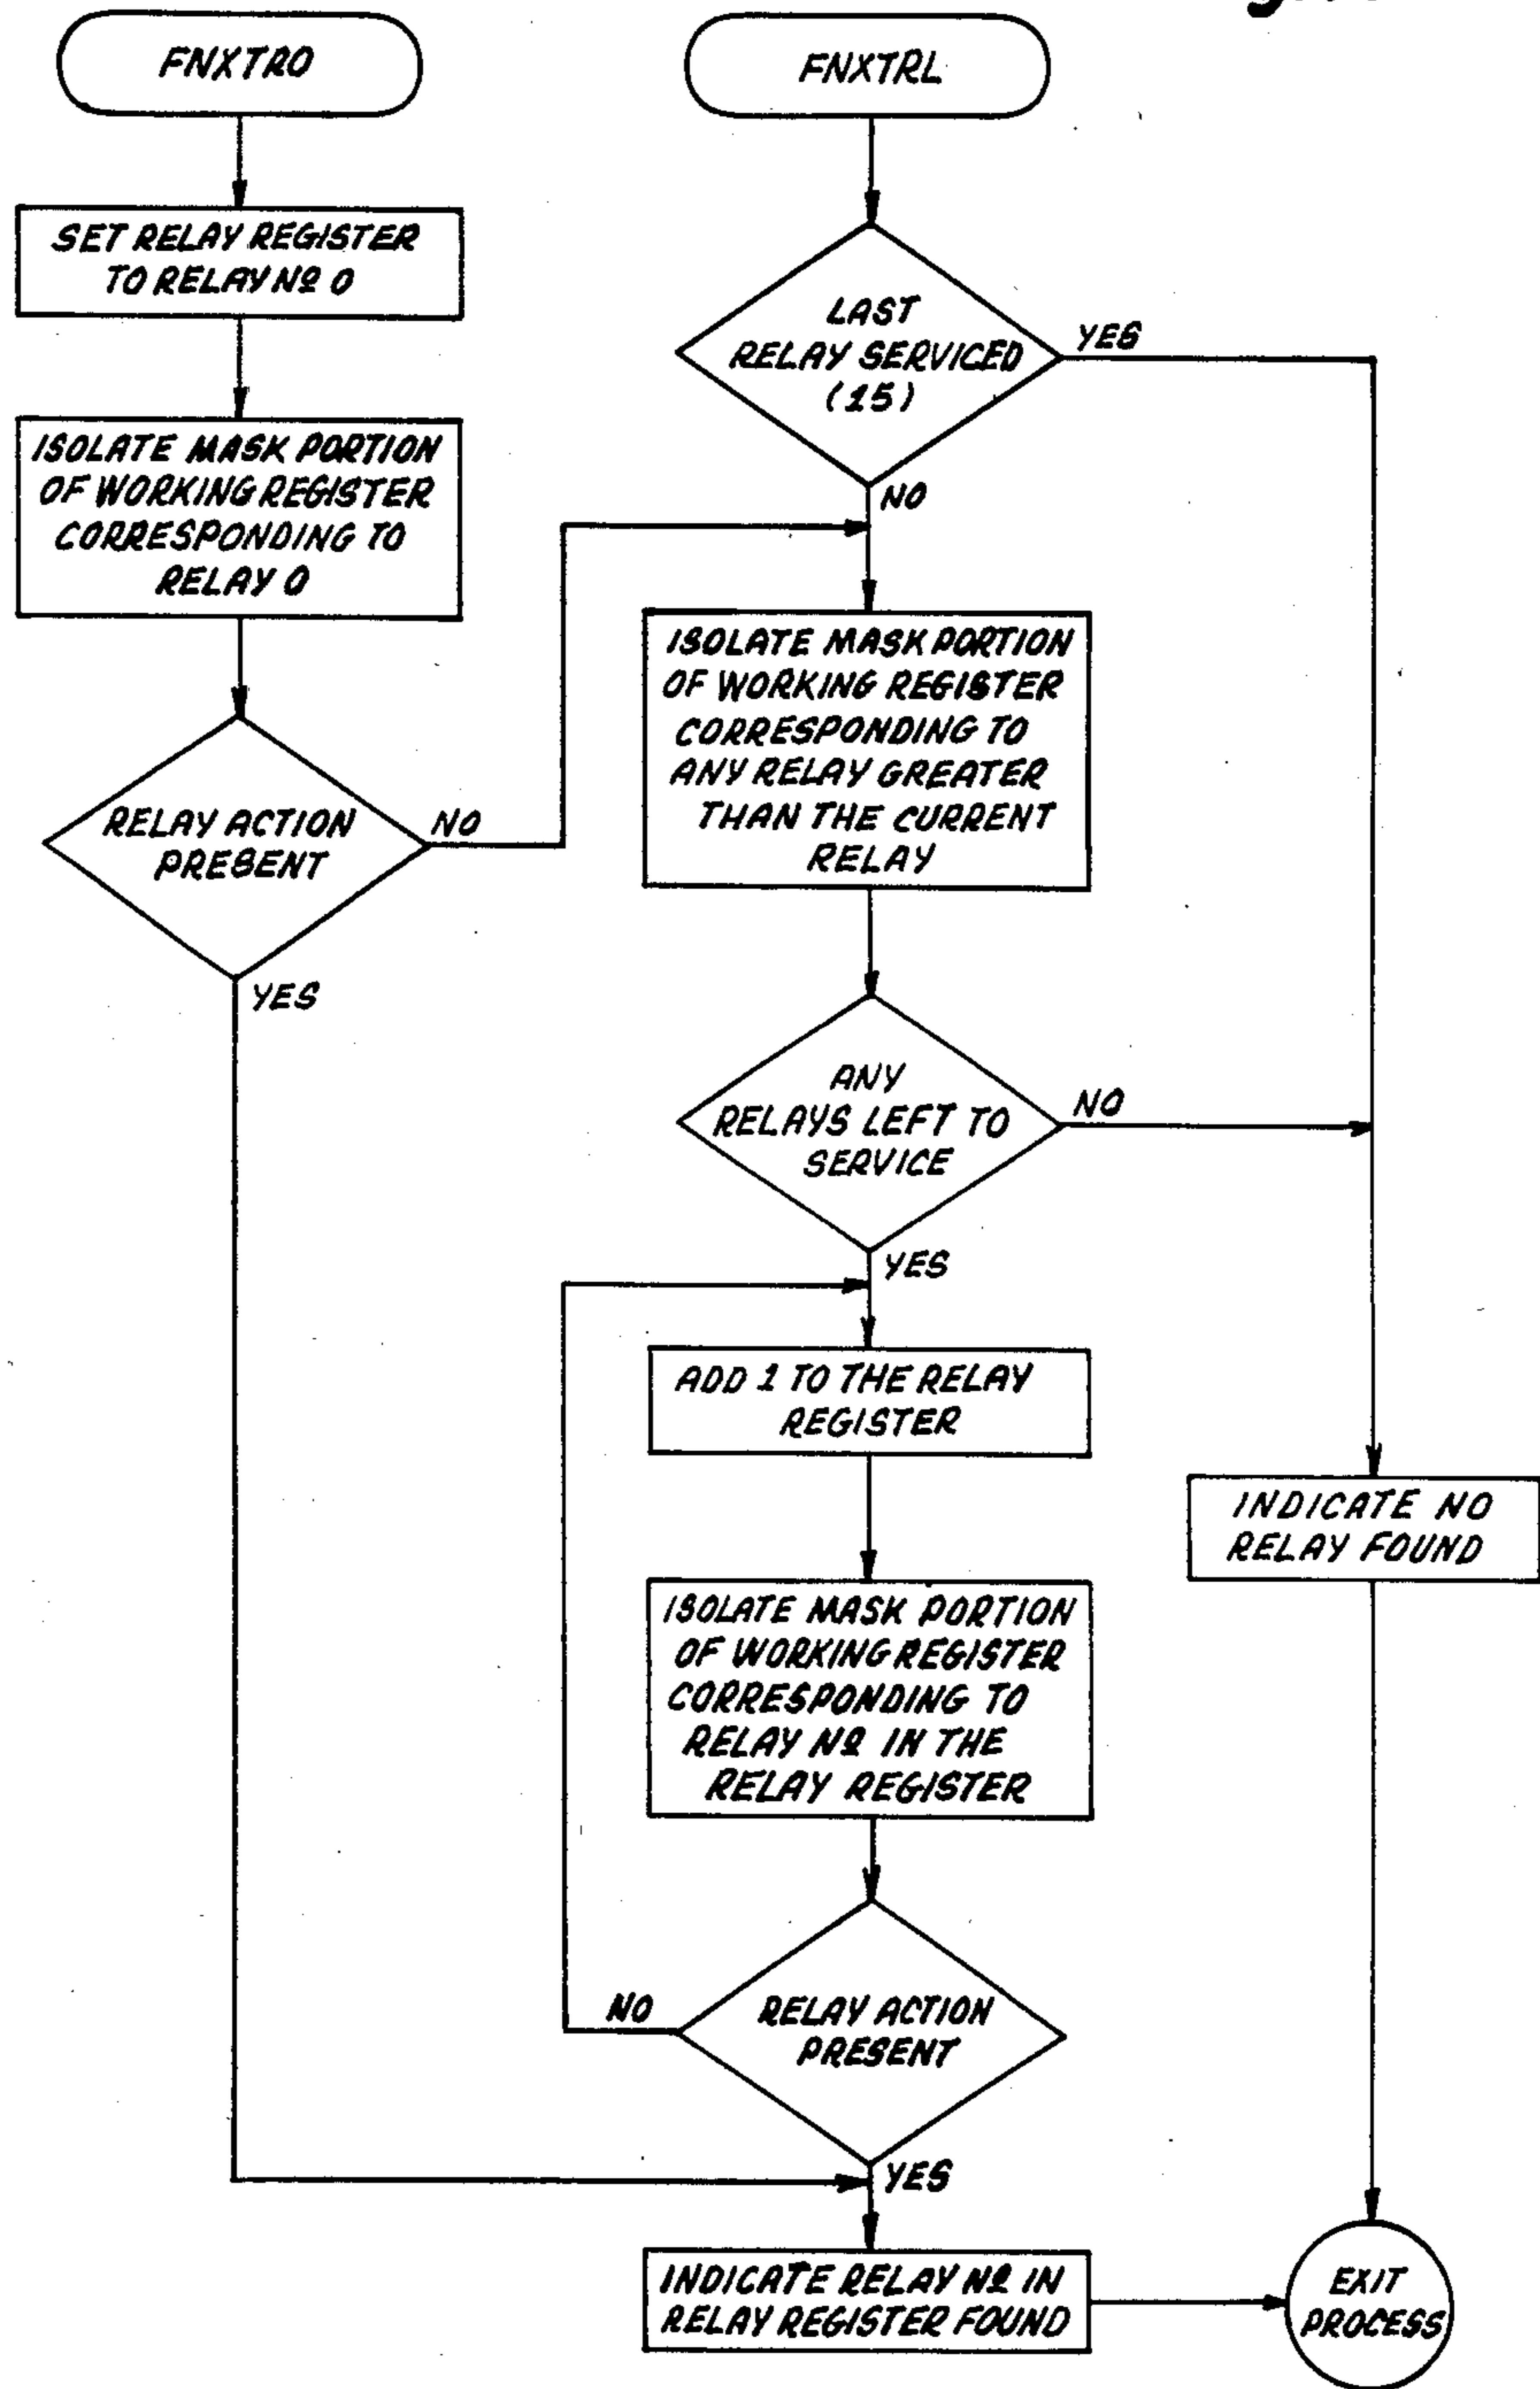 FNXTRO
SET RELAY REGISTER
TO RELAY Nº 0
ISOLATE MASK PORTION
OF WORKING REGISTER
CORRESPONDING TO
RELAY 0
RELAY ACTION
PRESENT
NO
YES
FNXTRL
LAST
RELAY SERVICED
(15)
YES
NO
ISOLATE MASK PORTION
OF WORKING REGISTER
CORRESPONDING TO
ANY RELAY GREATER
THAN THE CURRENT
RELAY
ANY
RELAYS LEFT TO
SERVICE
NO
YES
ADD 1 TO THE RELAY
REGISTER
ISOLATE MASK PORTION
OF WORKING REGISTER
CORRESPONDING TO
RELAY Nº IN THE
RELAY REGISTER
RELAY ACTION
PRESENT
NO
YES
INDICATE RELAY Nº IN
RELAY REGISTER FOUND
INDICATE NO
RELAY FOUND
EXIT
PROCESS